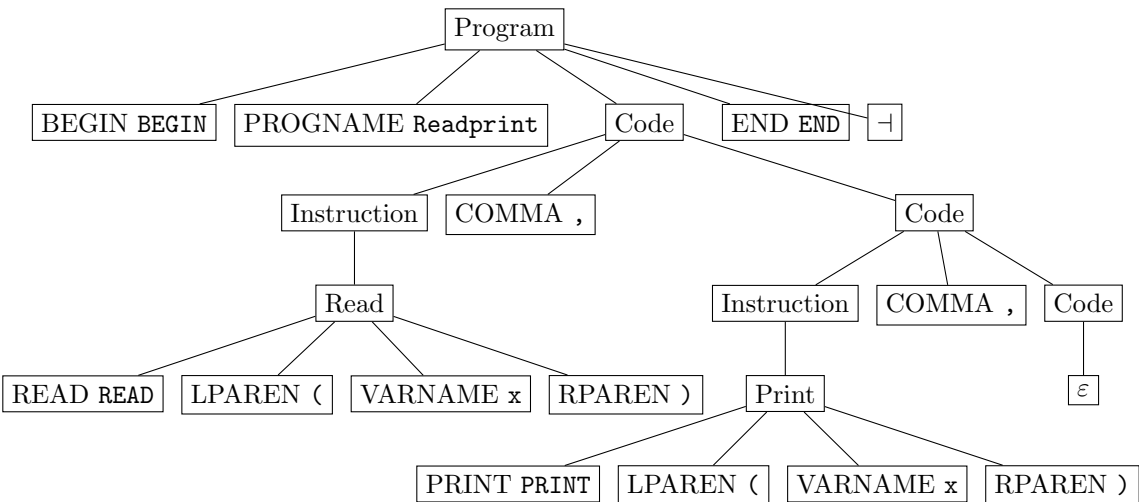 Program
BEGIN BEGIN PROGNAME Readprint Code END END ⊣
Instruction COMMA , Code
Read Instruction COMMA , Code
READ READ LPAREN ( VARNAME x RPAREN ) Print ε
PRINT PRINT LPAREN ( VARNAME x RPAREN )